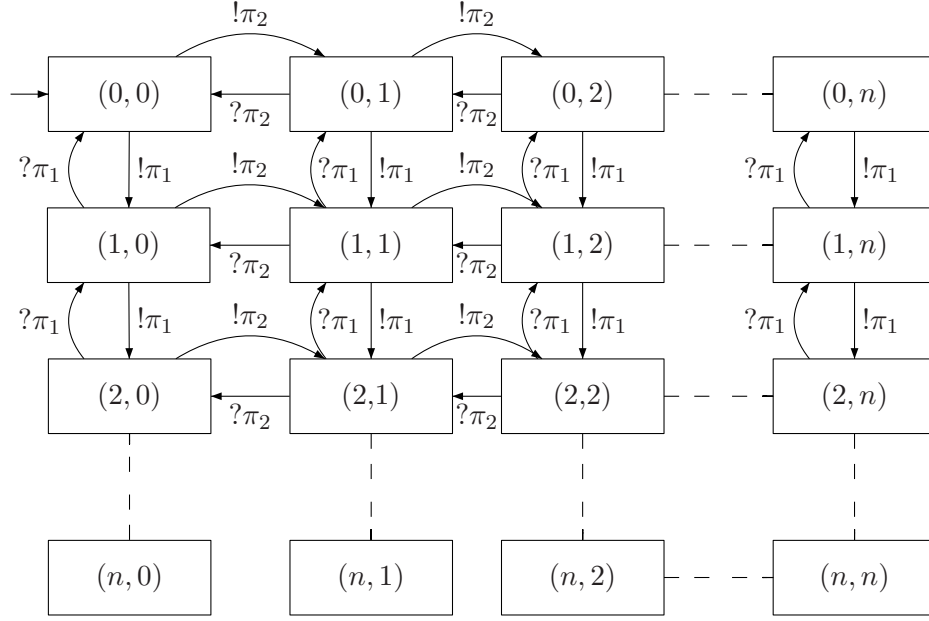 !π₂ !π₂
(0, 0) (0, 1) (0, 2) (0, n)
?π₂ ?π₂
?π₁ !π₁ ?π₁ !π₁ ?π₁ !π₁ ?π₁ !π₁
!π₂ !π₂
(1, 0) (1, 1) (1, 2) (1, n)
?π₂ ?π₂
?π₁ !π₁ ?π₁ !π₁ ?π₁ !π₁ ?π₁ !π₁
!π₂ !π₂
(2, 0) (2,1) (2,2) (2, n)
?π₂ ?π₂
(n, 0) (n, 1) (n, 2) (n, n)